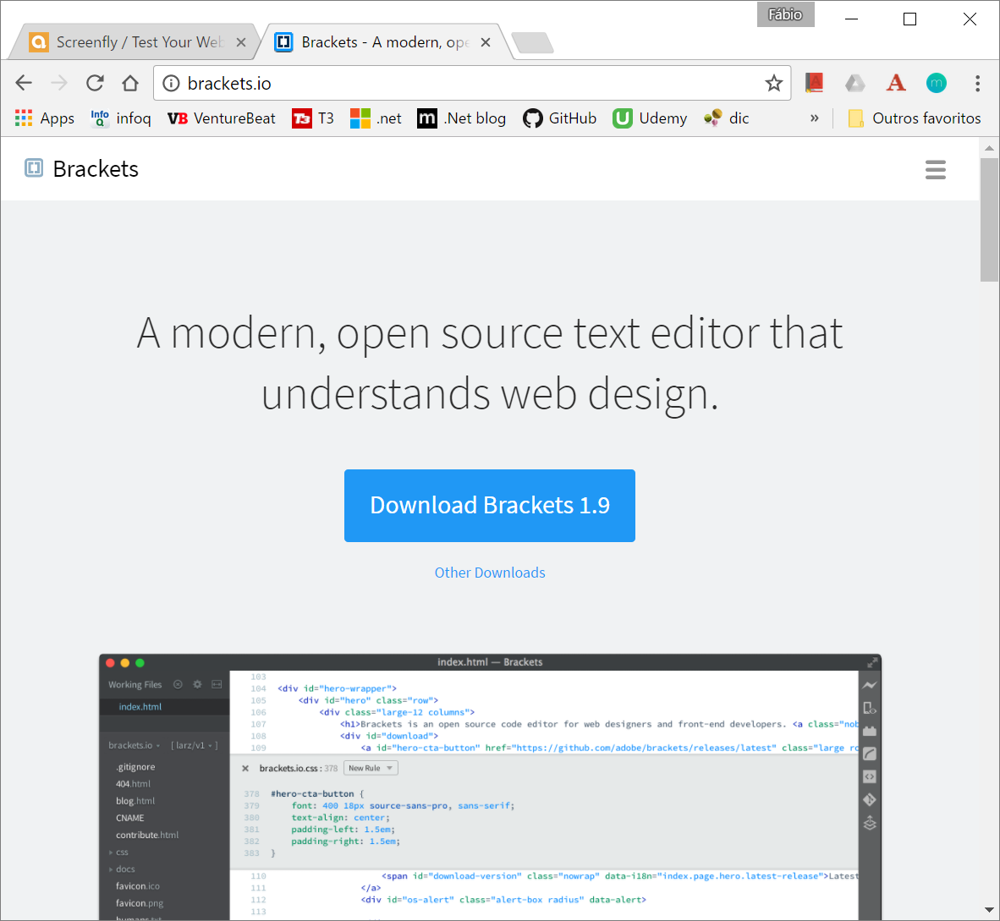 Fábio
Screenfly / Test Your Web
Brackets - A modern, ope
brackets.io
Apps
Info Q infoq
VB VentureBeat
T3 T3
.net
m .Net blog
GitHub
U Udemy
dic
»
Outros favoritos
Brackets
A modern, open source text editor that
understands web design.
Download Brackets 1.9
Other Downloads
index.html — Brackets
Working Files
index.html
brackets.io
[ larz/v1 ]
.gitignore
404.html
blog.html
CNAME
contribute.html
css
docs
favicon.ico
favicon.png
humans.txt
103
104 <div id="hero-wrapper">
105 <div id="hero" class="row">
106 <div class="large-12 columns">
107 <h1>Brackets is an open source code editor for web designers and front-end developers. <a class="nob
108 <div id="download">
109 <a id="hero-cta-button" href="https://github.com/adobe/brackets/releases/latest" class="large ro
brackets.io.css : 378 New Rule
378 #hero-cta-button {
379 font: 400 18px source-sans-pro, sans-serif;
380 text-align: center;
381 padding-left: 1.5em;
382 padding-right: 1.5em;
383 }
110 <span id="download-version" class="nowrap" data-i18n="index.page.hero.latest-release">Latest
111 </a>
112 <div id="os-alert" class="alert-box radius" data-alert>
113